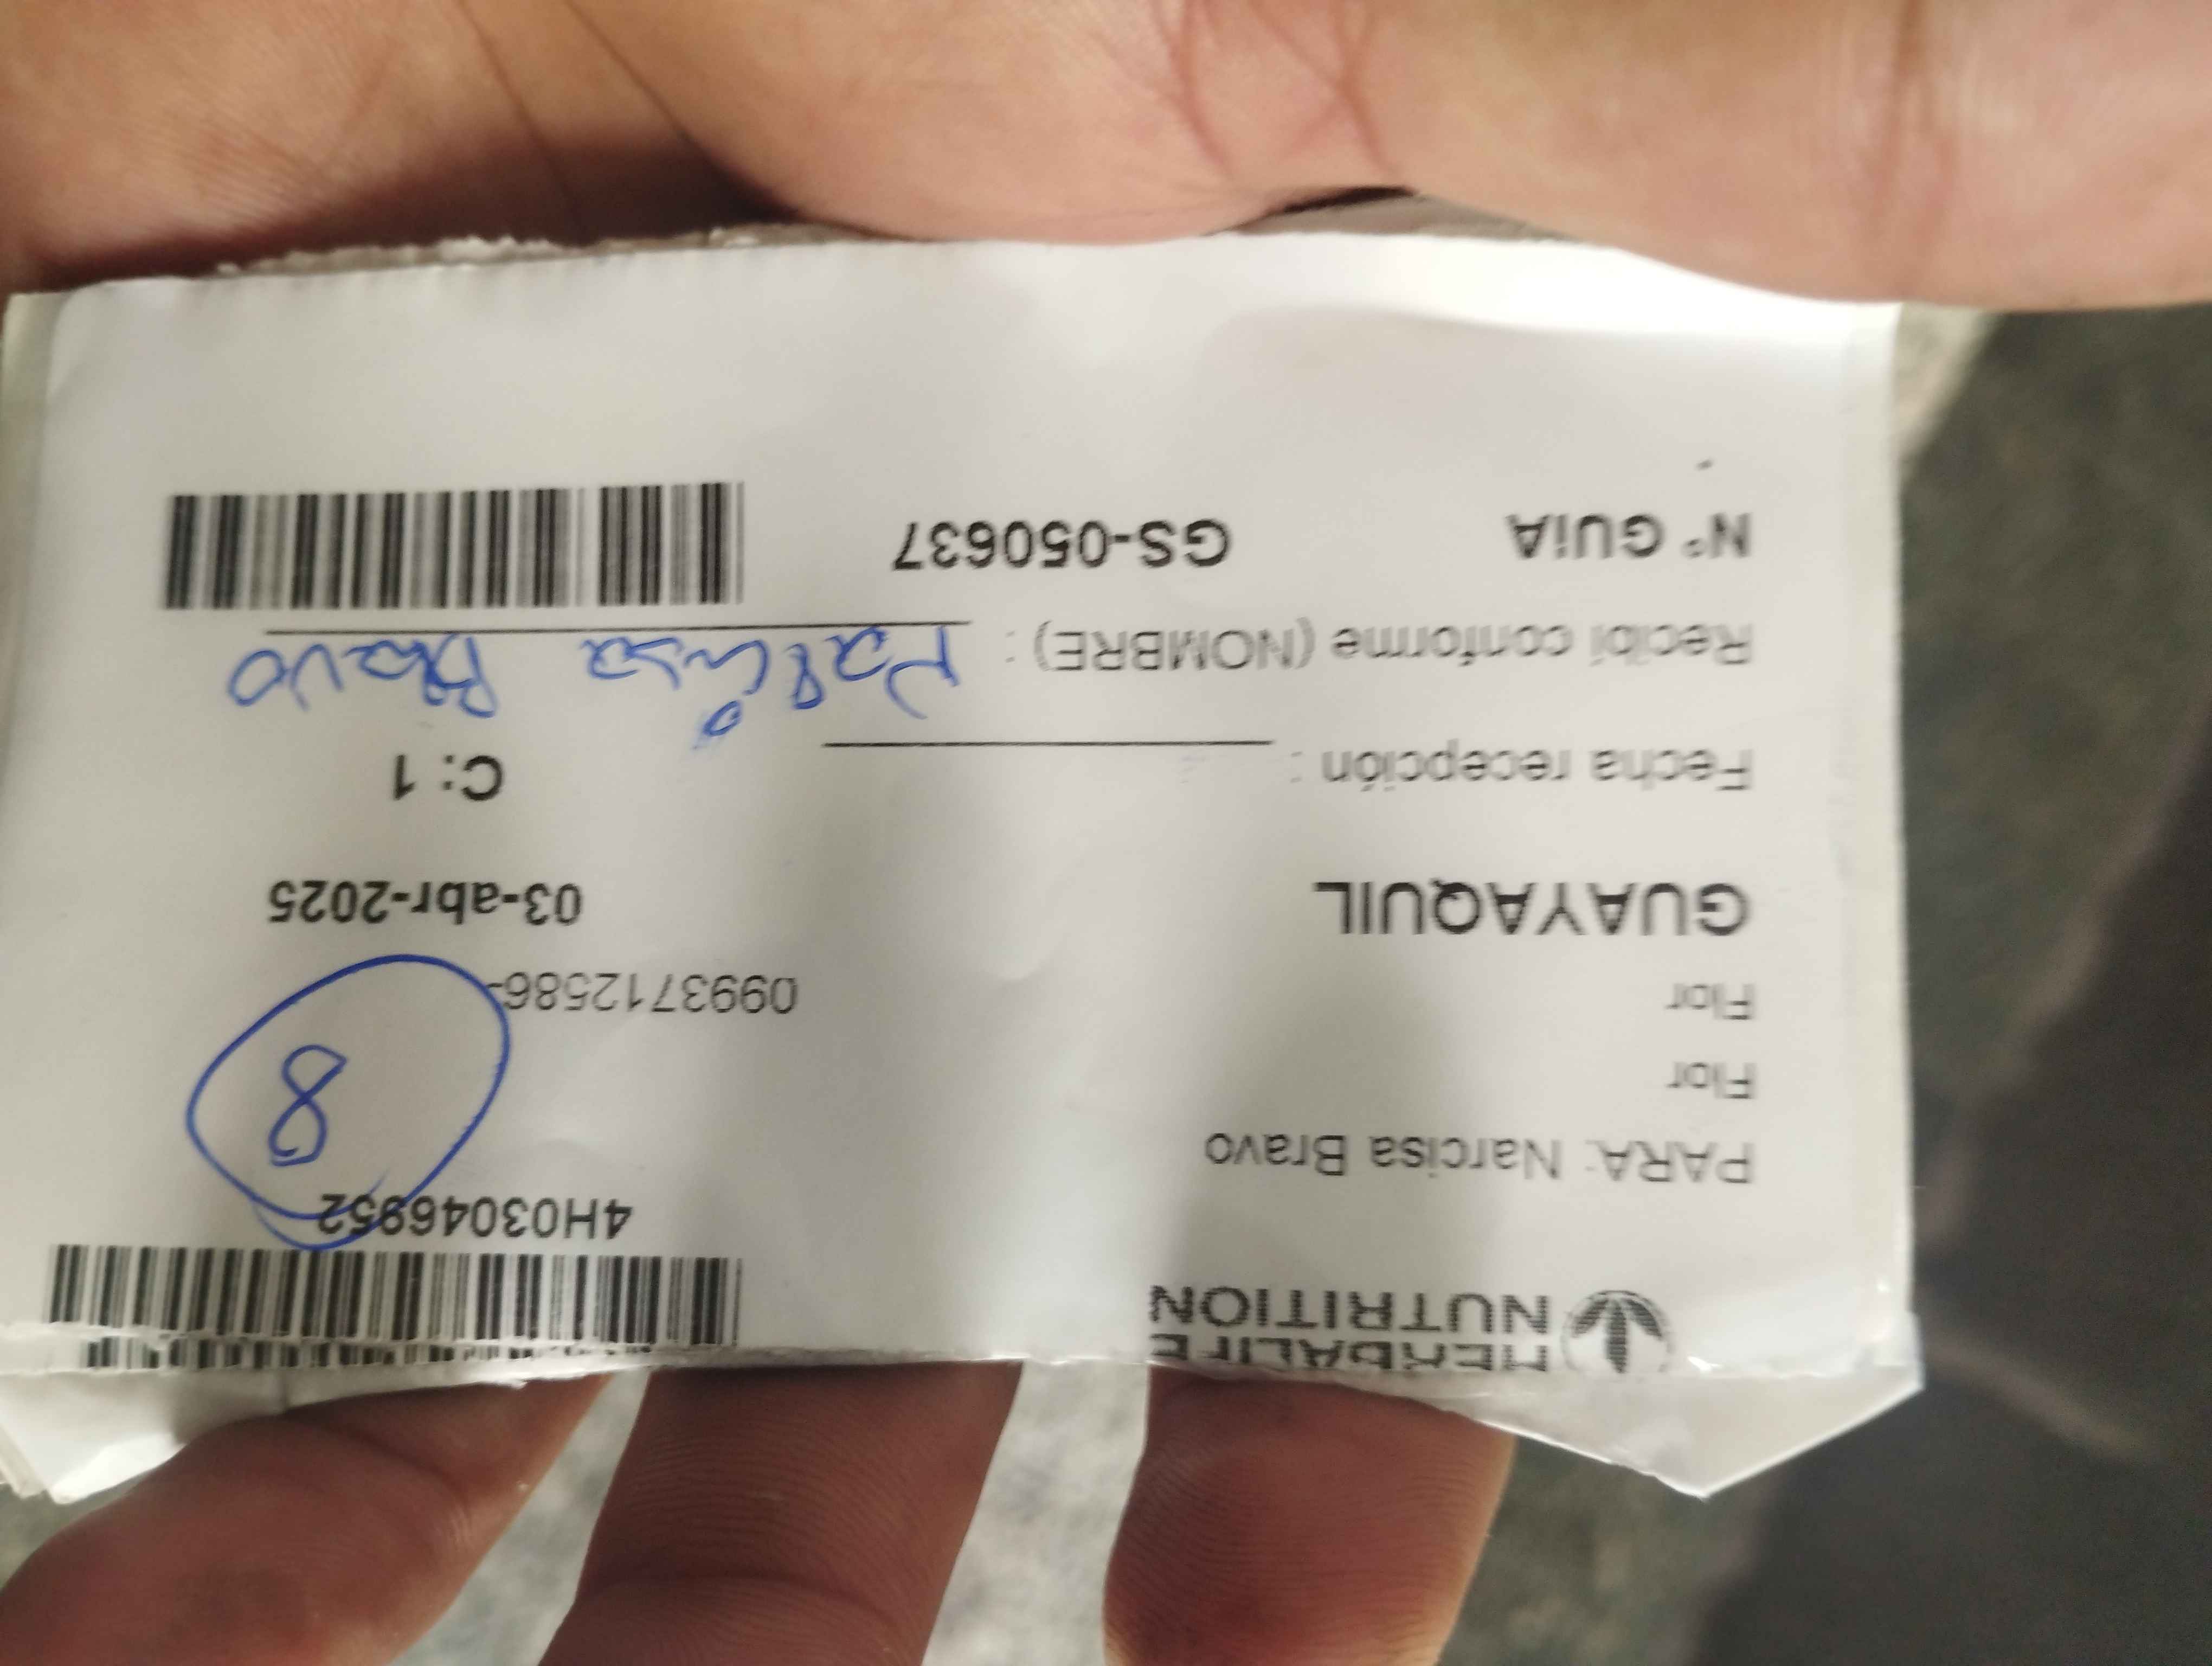 HERBALIFE
NUTRITION
4H03046952
PARA: Narcisa Bravo
8
Flor
Flor
0993712586-
GUAYAQUIL 03-abr-2025
Fecha recepción : C: 1
Recibí conforme (NOMBRE) : Bravo
N° GUIA GS-050637